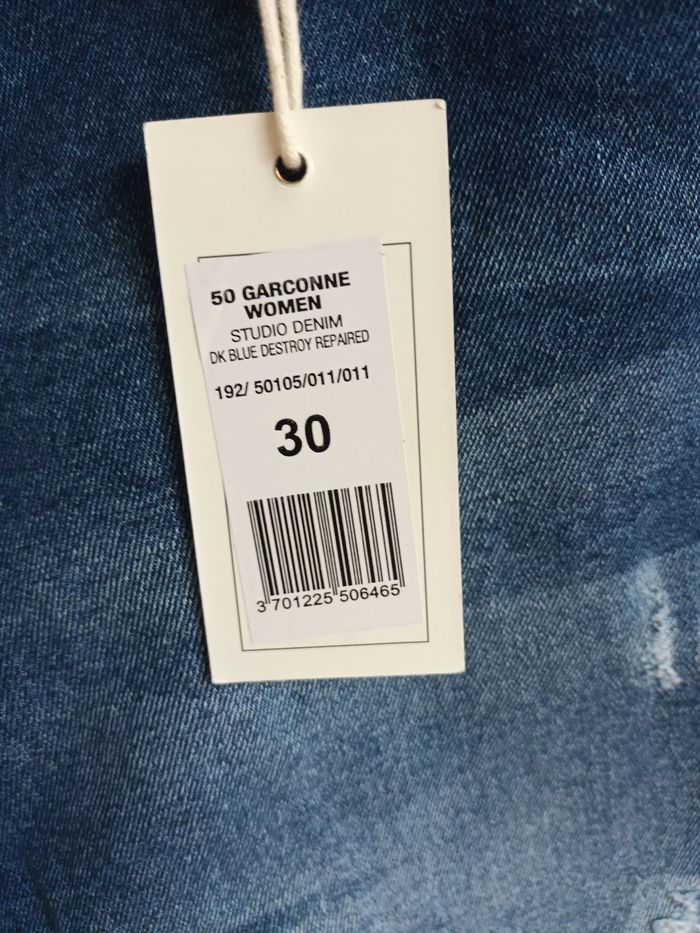 50 GARCONNE
WOMEN
STUDIO DENIM
DK BLUE DESTROY REPAIRED
192/ 50105/011/011
30
3 701225 506465